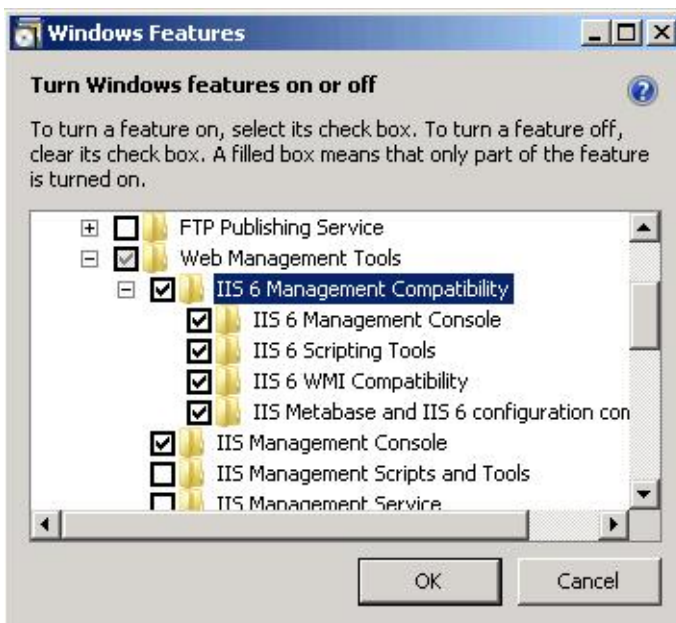 Windows Features
Turn Windows features on or off
To turn a feature on, select its check box. To turn a feature off,
clear its check box. A filled box means that only part of the feature
is turned on.
FTP Publishing Service
Web Management Tools
IIS 6 Management Compatibility
IIS 6 Management Console
IIS 6 Scripting Tools
IIS 6 WMI Compatibility
IIS Metabase and IIS 6 configuration con
IIS Management Console
IIS Management Scripts and Tools
IIS Management Service
OK Cancel